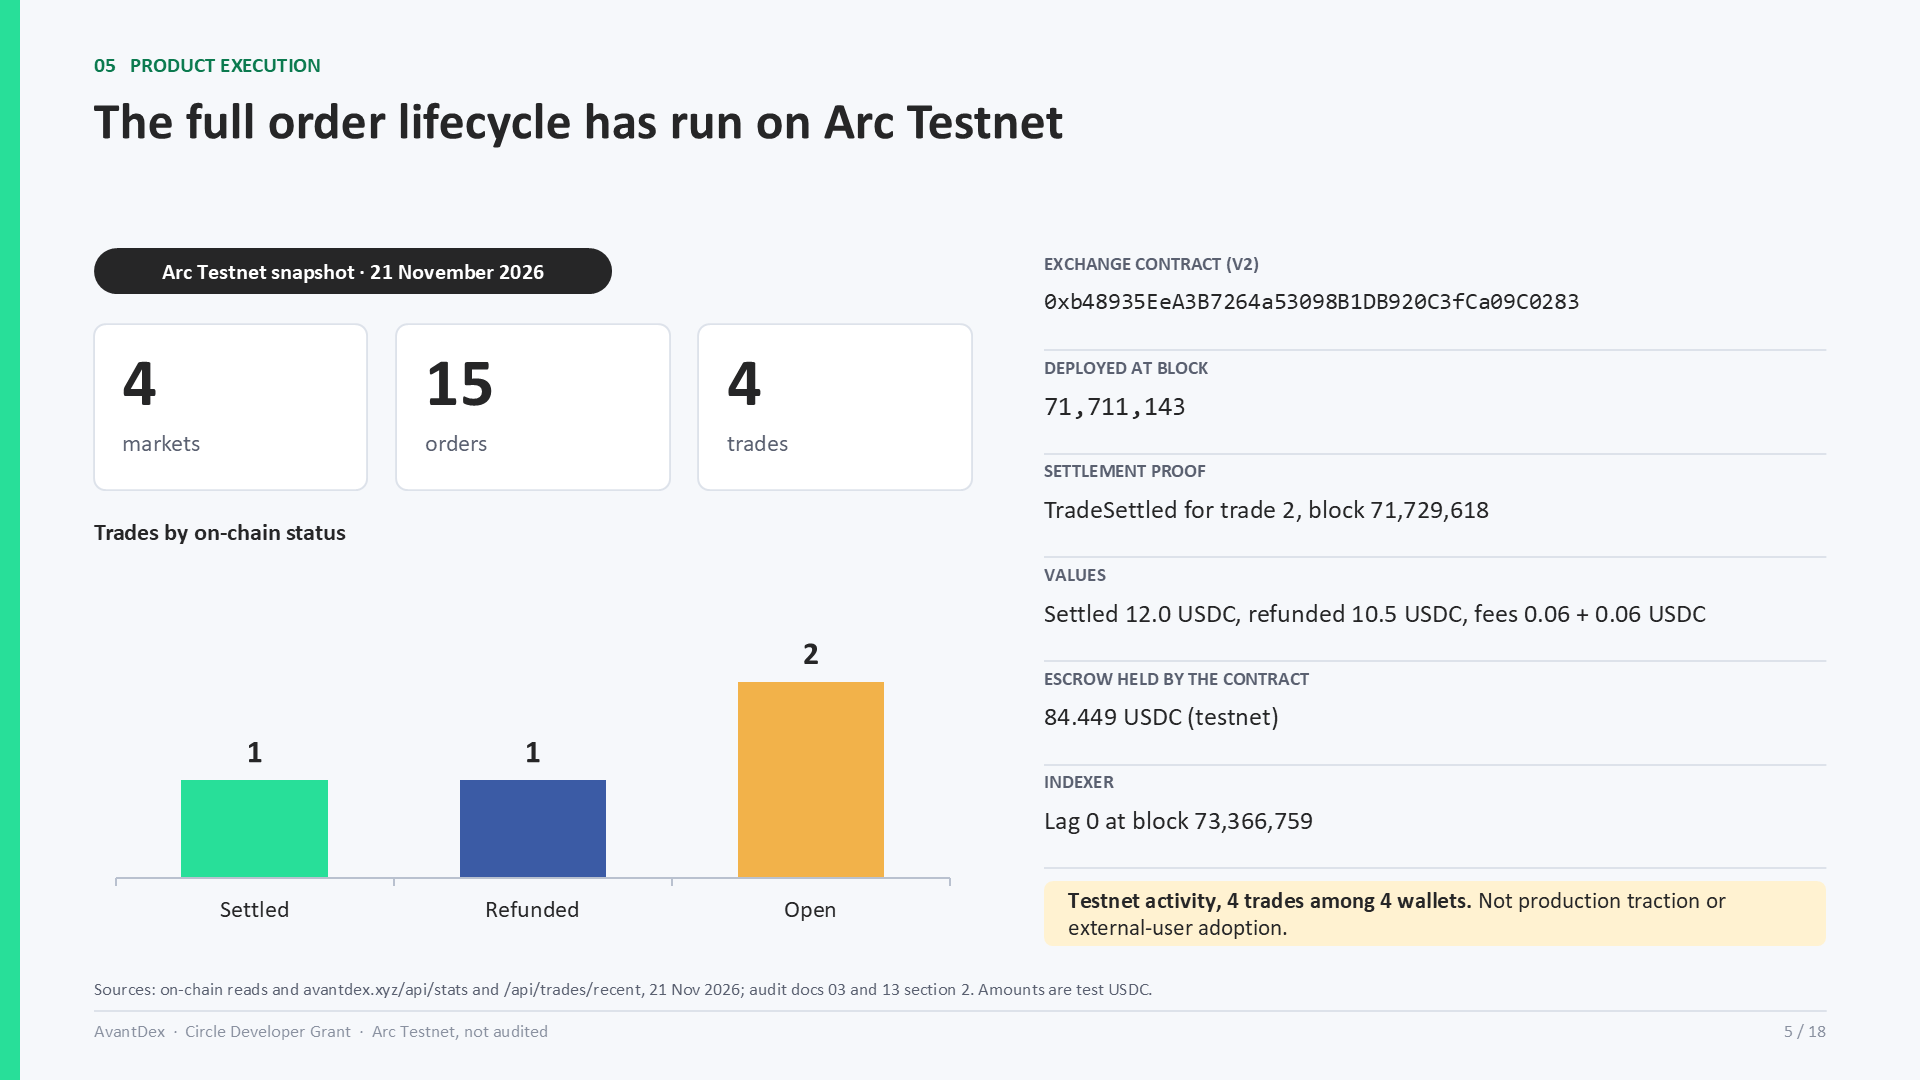 05 PRODUCT EXECUTION
The full order lifecycle has run on Arc Testnet
Arc Testnet snapshot · 21 November 2026
4
markets
15
orders
4
trades
Trades by on-chain status
1
1
2
Settled
Refunded
Open
EXCHANGE CONTRACT (V2)
0xb48935EeA3B7264a53098B1DB920C3fCa09C0283
DEPLOYED AT BLOCK
71,711,143
SETTLEMENT PROOF
TradeSettled for trade 2, block 71,729,618
VALUES
Settled 12.0 USDC, refunded 10.5 USDC, fees 0.06 + 0.06 USDC
ESCROW HELD BY THE CONTRACT
84.449 USDC (testnet)
INDEXER
Lag 0 at block 73,366,759
Testnet activity, 4 trades among 4 wallets. Not production traction or
external-user adoption.
Sources: on-chain reads and avantdex.xyz/api/stats and /api/trades/recent, 21 Nov 2026; audit docs 03 and 13 section 2. Amounts are test USDC.
AvantDex · Circle Developer Grant · Arc Testnet, not audited
5 / 18